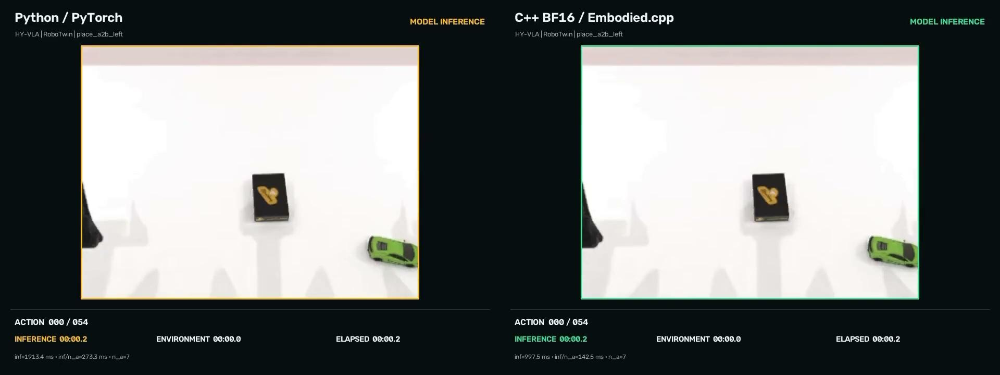 Python / PyTorch
MODEL INFERENCE
HY-VLA | RoboTwin | place_a2b_left
ACTION 000 / 054
INFERENCE 00:00.2
ENVIRONMENT 00:00.0
ELAPSED 00:00.2
inf=1913.4 ms • inf/n_a=273.3 ms • n_a=7
C++ BF16 / Embodied.cpp
MODEL INFERENCE
HY-VLA | RoboTwin | place_a2b_left
ACTION 000 / 054
INFERENCE 00:00.2
ENVIRONMENT 00:00.0
ELAPSED 00:00.2
inf=997.5 ms • inf/n_a=142.5 ms • n_a=7